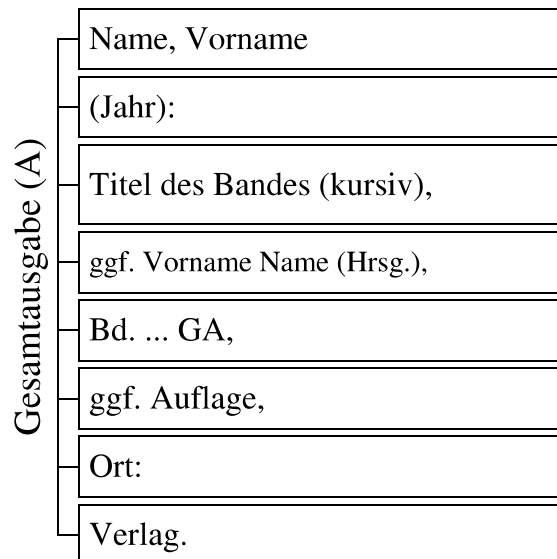 Gesamtausgabe (A)
Name, Vorname
(Jahr):
Titel des Bandes (kursiv),
ggf. Vorname Name (Hrsg.),
Bd. ... GA,
ggf. Auflage,
Ort:
Verlag.